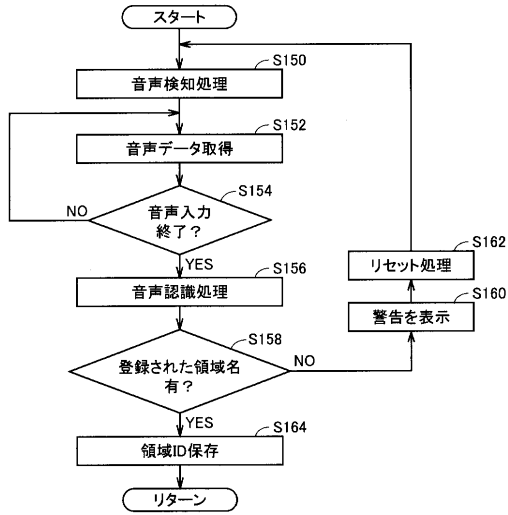 スタート
S150
音声検知処理
S152
音声データ取得
S154
音声入力
終了？
NO
YES
S156
音声認識処理
S158
登録された領域名
有？
NO
YES
S160
警告を表示
S162
リセット処理
S164
領域ID保存
リターン